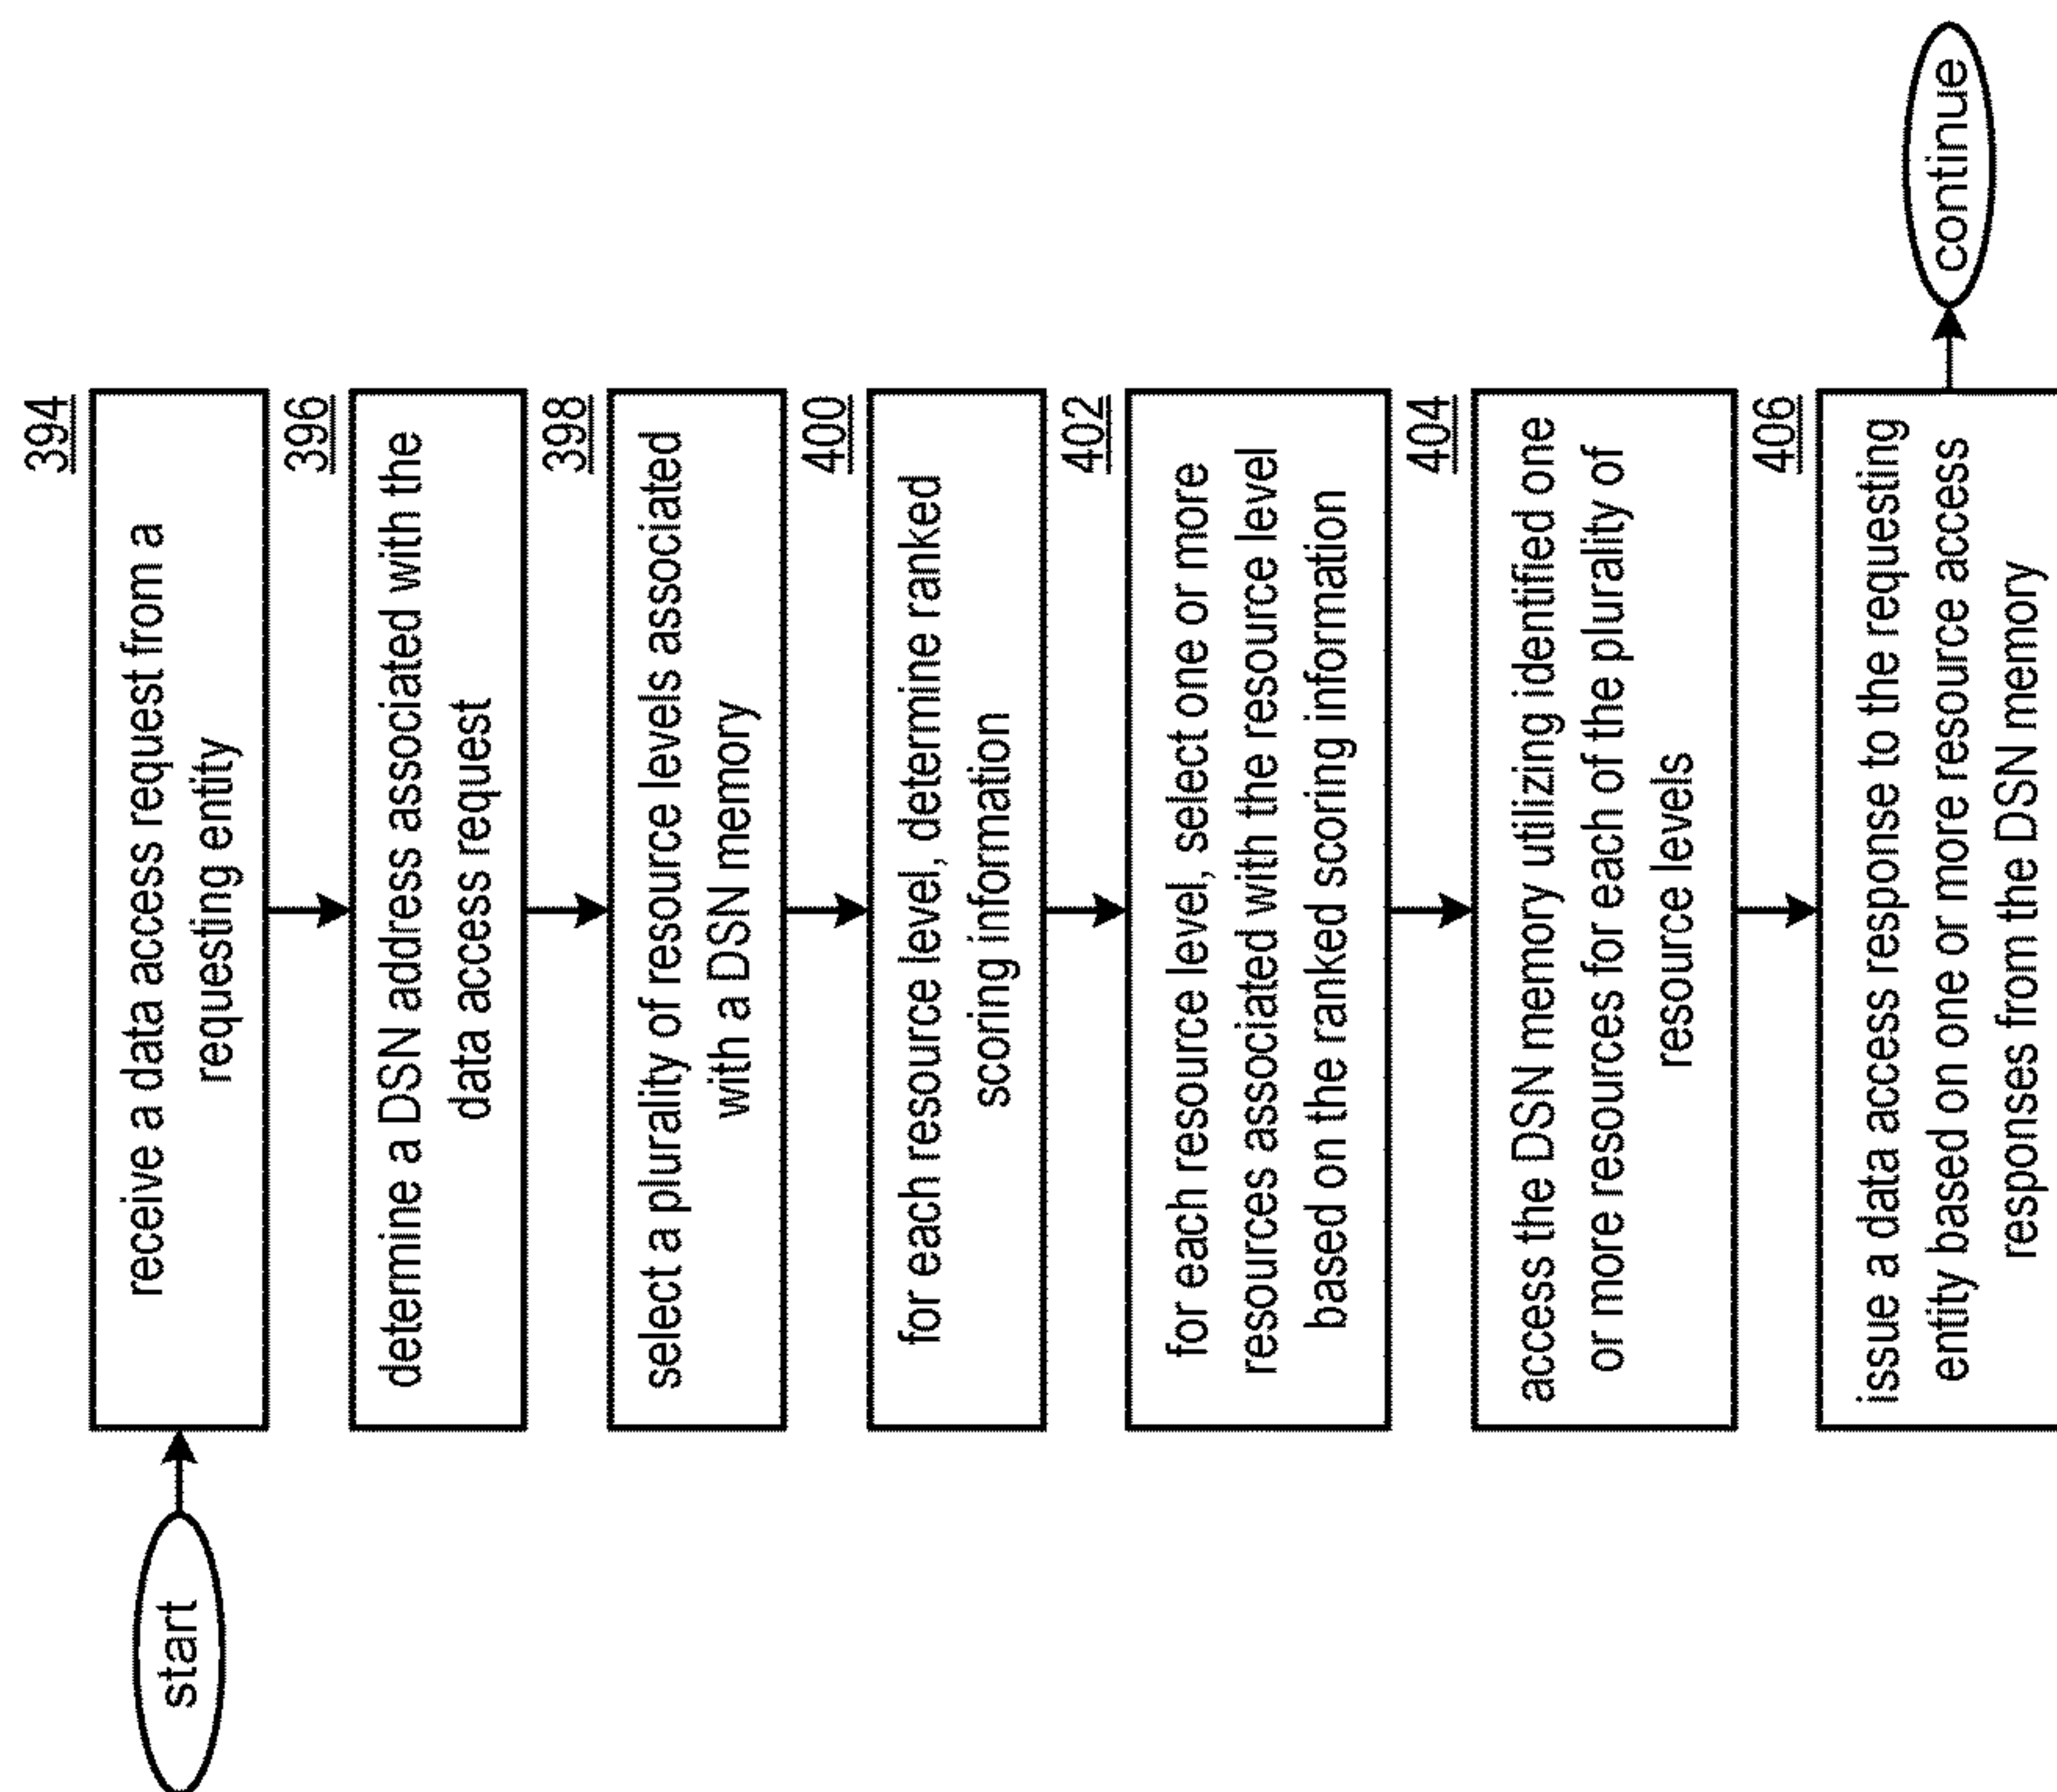 start
394
receive a data access request from a
requesting entity
396
determine a DSN address associated with the
data access request
398
select a plurality of resource levels associated
with a DSN memory
400
for each resource level, determine ranked
scoring information
402
for each resource level, select one or more
resources associated with the resource level
based on the ranked scoring information
404
access the DSN memory utilizing identified one
or more resources for each of the plurality of
resource levels
406
issue a data access response to the requesting
entity based on one or more resource access
responses from the DSN memory
continue